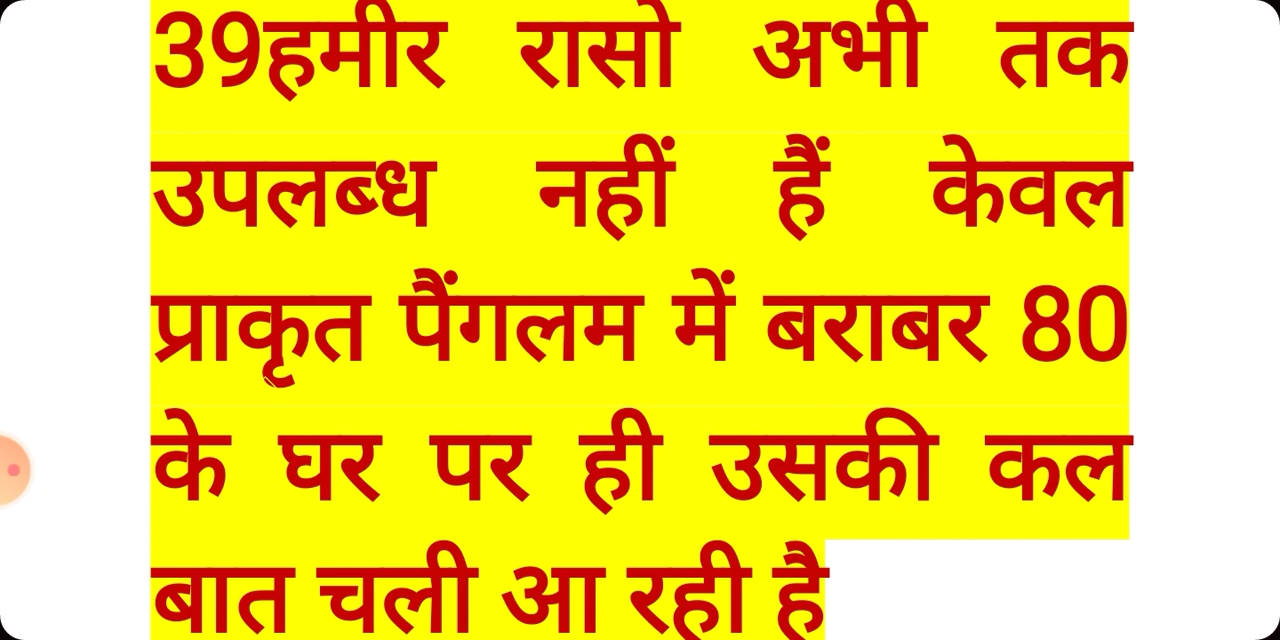 39हमीर रासो अभी तक
उपलब्ध नहीं हैं केवल
प्राकृत पैंगलम में बराबर 80
के घर पर ही उसकी कल
बात चली आ रही है